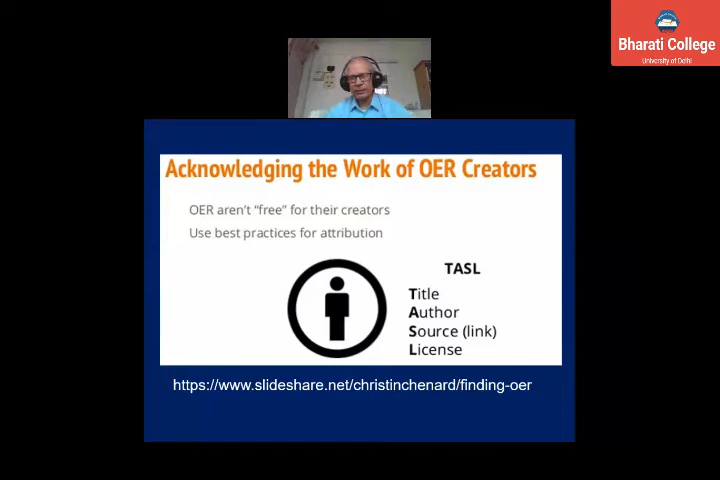 Bharati College
University of Delhi
Acknowledging the Work of OER Creators
OER aren't "free" for their creators
Use best practices for attribution
TASL
Title
Author
Source (link)
License
https://www.slideshare.net/christinchenard/finding-oer